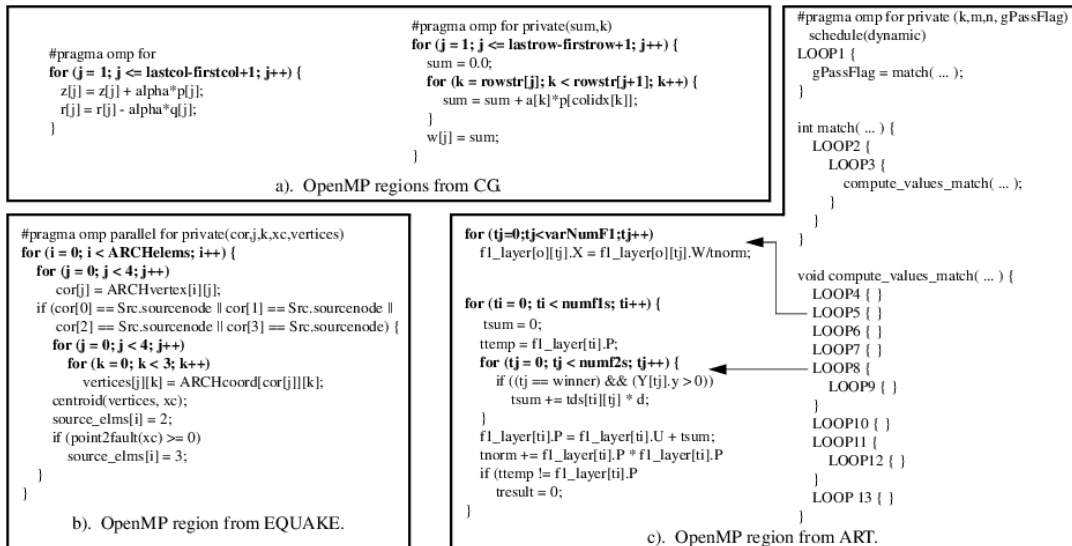 #pragma omp for
for (j = 1; j <= lastcol-firstcol+1; j++) {
z[j] = z[j] + alpha*p[j];
r[j] = r[j] - alpha*q[j];
}
#pragma omp for private(sum,k)
for (j = 1; j <= lastrow-firstrow+1; j++) {
sum = 0.0;
for (k = rowstr[j]; k < rowstr[j+1]; k++) {
sum = sum + a[k]*p[colidx[k]];
}
w[j] = sum;
}
a). OpenMP regions from CG.
#pragma omp parallel for private(cor,j,k,xc,vertices)
for (i = 0; i < ARCHelems; i++) {
for (j = 0; j < 4; j++)
cor[j] = ARCHvertex[i][j];
if (cor[0] == Src.sourcenode || cor[1] == Src.sourcenode ||
cor[2] == Src.sourcenode || cor[3] == Src.sourcenode) {
for (j = 0; j < 4; j++)
for (k = 0; k < 3; k++)
vertices[j][k] = ARCHcoord[cor[j]][k];
centroid(vertices, xc);
source_elms[i] = 2;
if (point2fault(xc) >= 0)
source_elms[i] = 3;
}
}
b). OpenMP region from EQUAKE.
for (tj=0;tj<varNumF1;tj++)
f1_layer[o][tj].X = f1_layer[o][tj].W/tnorm;
for (ti = 0; ti < numf1s; ti++) {
tsum = 0;
ttemp = f1_layer[ti].P;
for (tj = 0; tj < numf2s; tj++) {
if ((tj == winner) && (Y[tj].y > 0))
tsum += tds[ti][tj] * d;
}
f1_layer[ti].P = f1_layer[ti].U + tsum;
tnorm += f1_layer[ti].P * f1_layer[ti].P
if (ttemp != f1_layer[ti].P
tresult = 0;
}
#pragma omp for private (k,m,n, gPassFlag)
schedule(dynamic)
LOOP1 {
gPassFlag = match( ... );
}
int match( ... ) {
LOOP2 {
LOOP3 {
compute_values_match( ... );
}
}
}
void compute_values_match( ... ) {
LOOP4 { }
LOOP5 { }
LOOP6 { }
LOOP7 { }
LOOP8 {
LOOP9 { }
}
LOOP10 { }
LOOP11 {
LOOP12 { }
}
LOOP 13 { }
}
c). OpenMP region from ART.